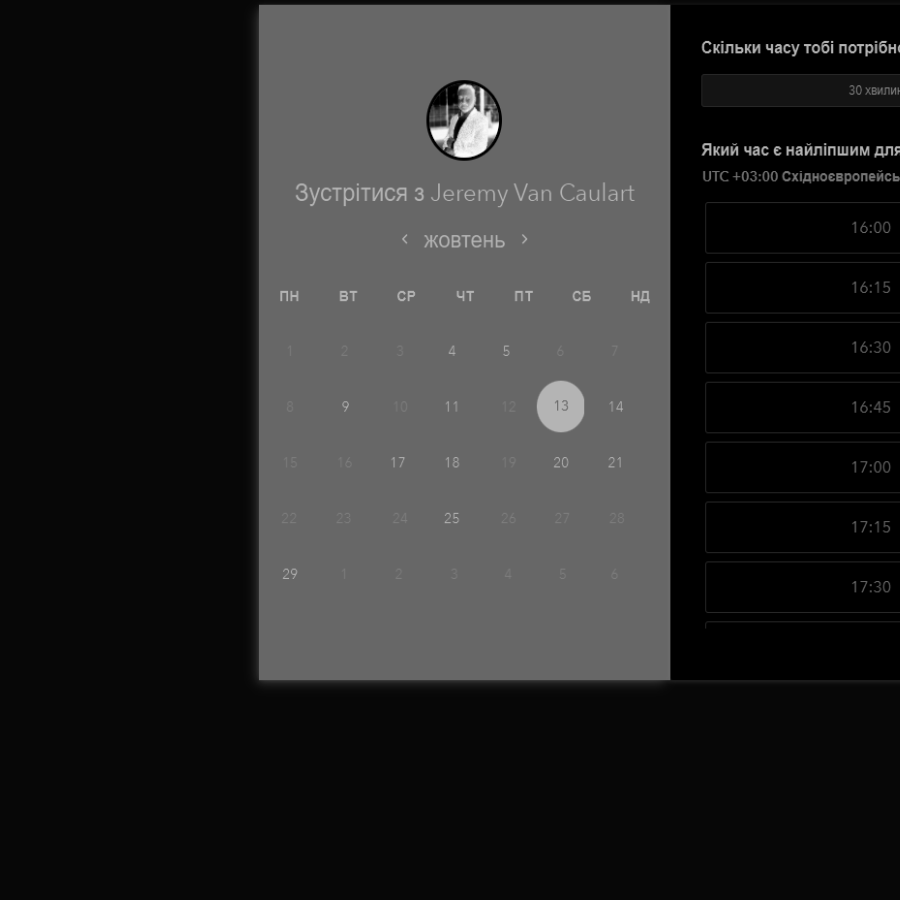 Зустрітися з Jeremy Van Caulart
жовтень
ПН ВТ СР ЧТ ПТ СБ НД
1 2 3 4 5 6 7
8 9 10 11 12 13 14
15 16 17 18 19 20 21
22 23 24 25 26 27 28
29 1 2 3 4 5 6
Скільки часу тобі
30
Який час є найліпшим для
UTC +03:00
16:00
16:15
16:30
16:45
17:00
17:15
17:30